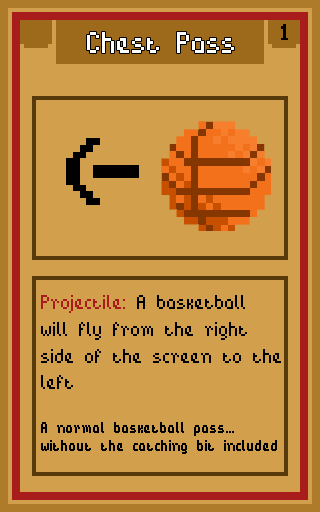 Chest Pass
1
Projectile: A basketball
will fly from the right
side of the screen to the
left
A normal basketball pass...
without the catching bit included